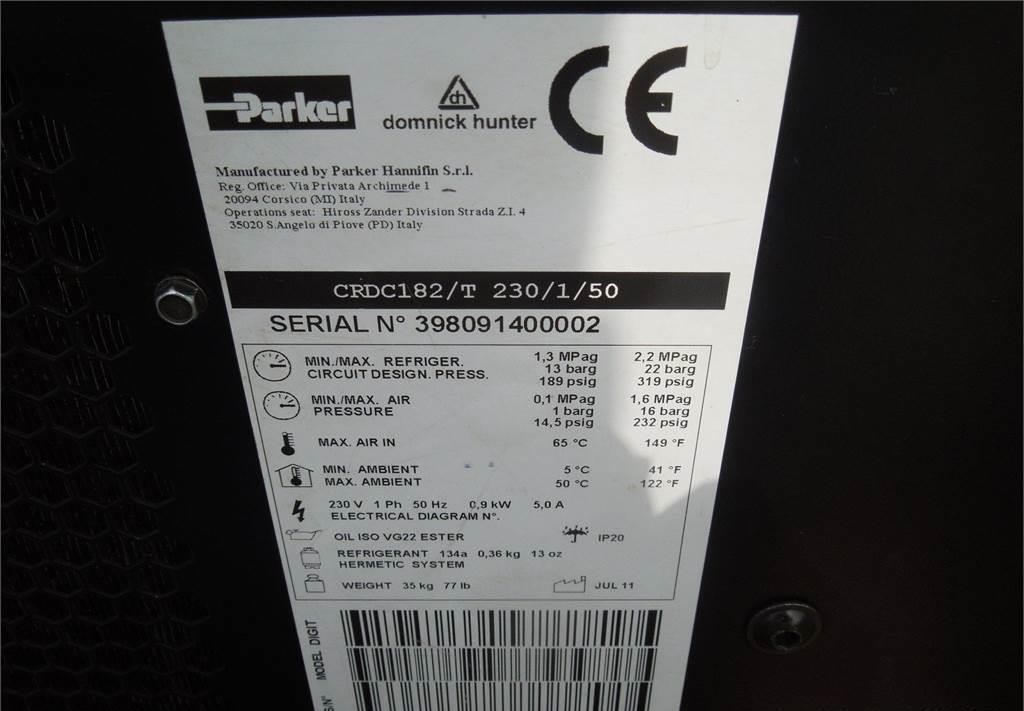 Parker
dh
domnick hunter
CE
Manufactured by Parker Hannifin S.r.l.
Reg. Office: Via Privata Archimede 1
20094 Corsico (MI) Italy
Operations seat: Hiross Zander Division Strada Z.I. 4
35020 S.Angelo di Piove (PD) Italy
CRDC182/T 230/1/50
SERIAL N° 398091400002
MIN./MAX. REFRIGER. CIRCUIT DESIGN. PRESS.
1,3 MPag 2,2 MPag
13 barg 22 barg
189 psig 319 psig
MIN./MAX. AIR PRESSURE
0,1 MPag 1,6 MPag
1 barg 16 barg
14,5 psig 232 psig
MAX. AIR IN 65 °C 149 °F
MIN. AMBIENT 5 °C 41 °F
MAX. AMBIENT 50 °C 122 °F
230 V 1 Ph 50 Hz 0,9 kW 5,0 A
ELECTRICAL DIAGRAM N°.
OIL ISO VG22 ESTER IP20
REFRIGERANT 134a 0,36 kg 13 oz
HERMETIC SYSTEM
WEIGHT 35 kg 77 lb JUL 11
MODEL DIGIT
S/N°